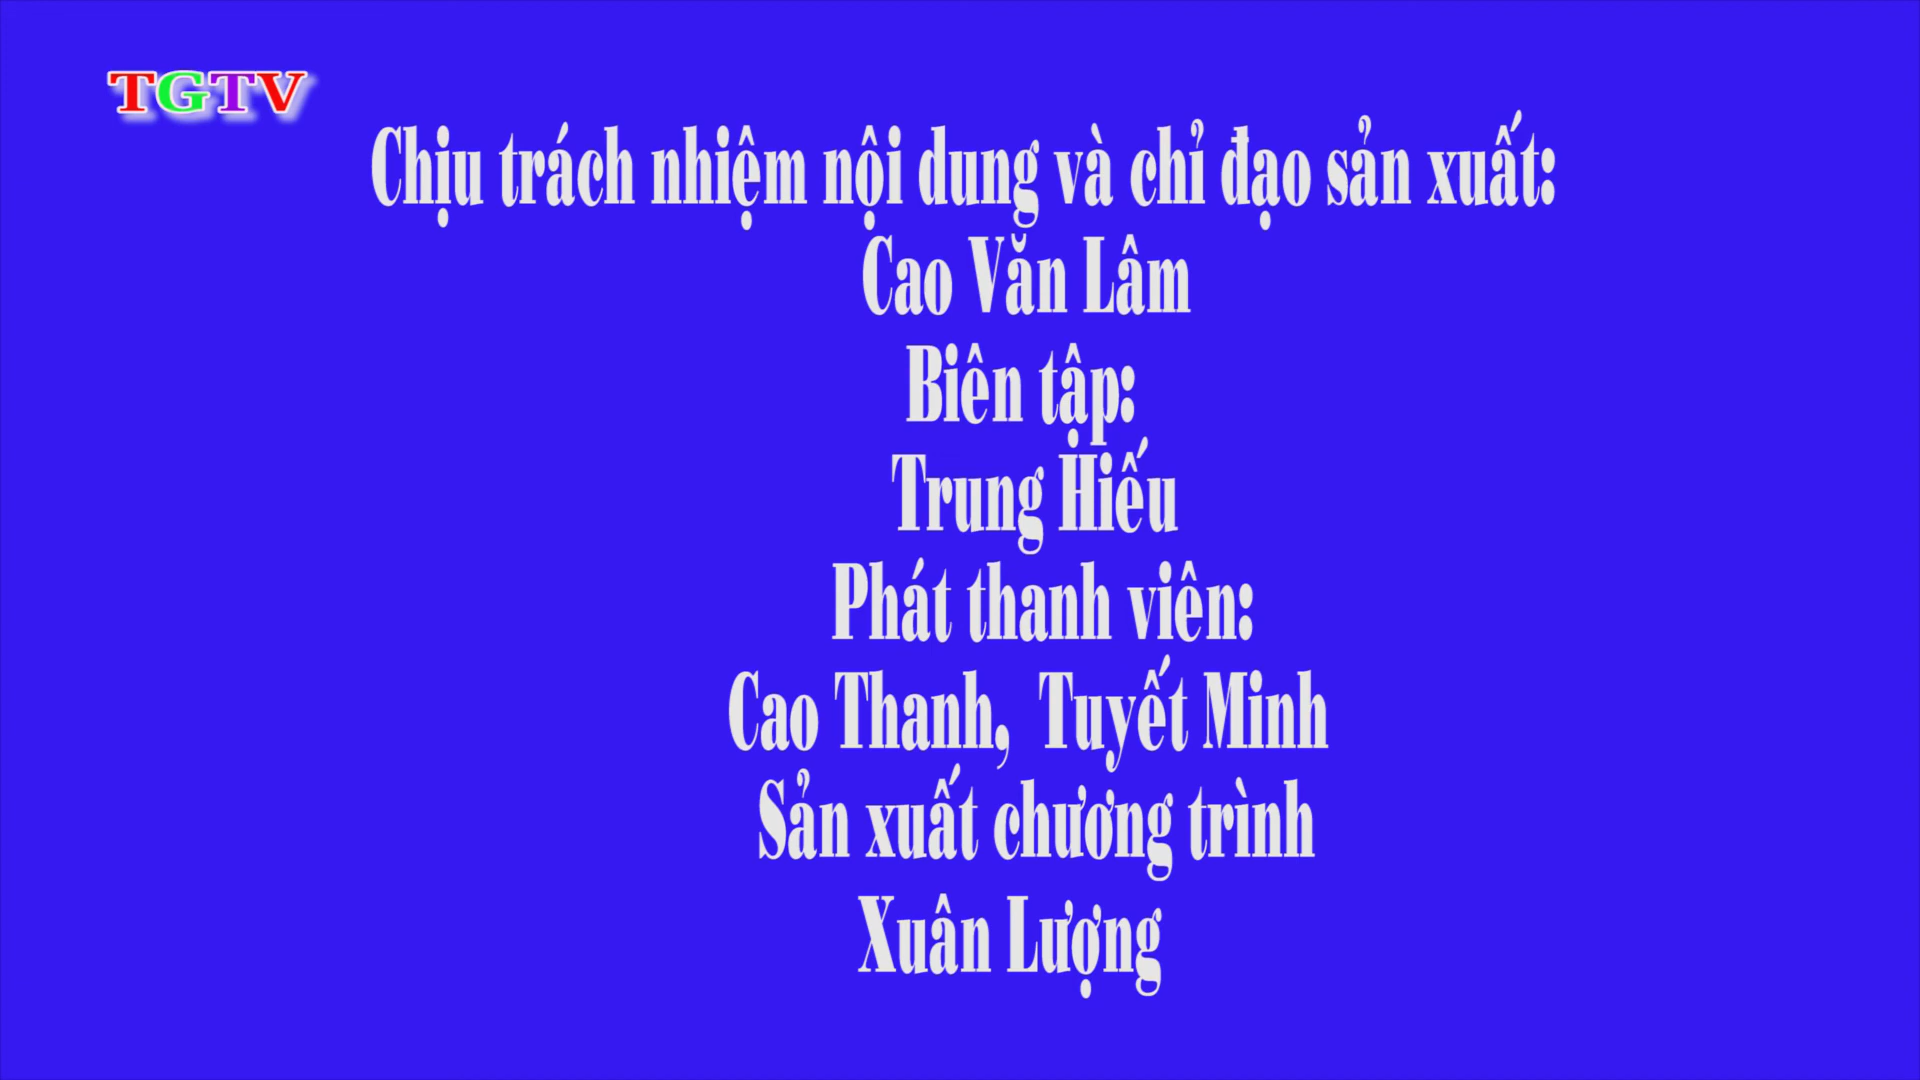 TGTV
Chịu trách nhiệm nội dung và chỉ đạo sản xuất:
Cao Văn Lâm
Biên tập:
Trung Hiếu
Phát thanh viên:
Cao Thanh, Tuyết Minh
Sản xuất chương trình
Xuân Lượng